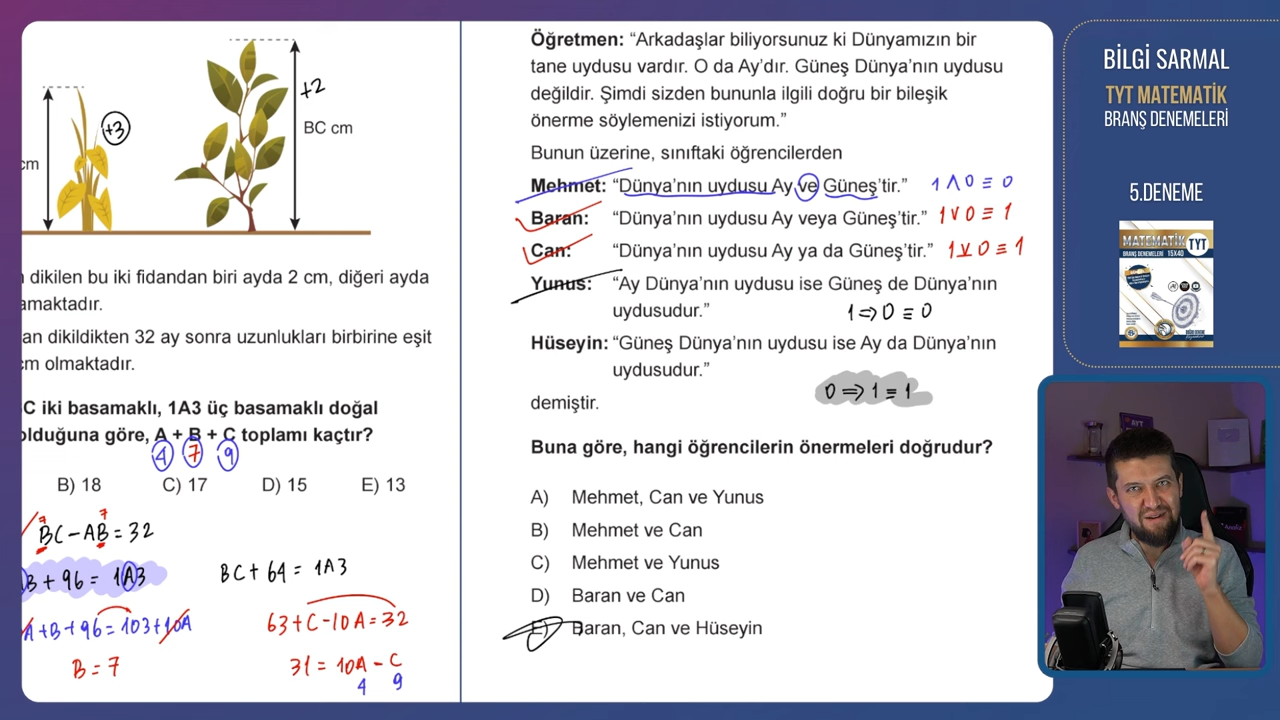 +3
+2
BC cm
cm
n dikilen bu iki fidandan biri ayda 2 cm, diğeri ayda
amaktadır.
an dikildikten 32 ay sonra uzunlukları birbirine eşit
cm olmaktadır.
C iki basamaklı, 1A3 üç basamaklı doğal
olduğuna göre, A + B + C toplamı kaçtır?
4 7 9
B) 18 C) 17 D) 15 E) 13
7 7
BC - AB = 32
B + 96 = 1A3
BC + 64 = 1A3
A + B + 96 = 103 + 10A
63 + C - 10A = 32
B = 7
31 = 10A - C
4 9
Öğretmen: “Arkadaşlar biliyorsunuz ki Dünyamızın bir
tane uydusu vardır. O da Ay’dır. Güneş Dünya’nın uydusu
değildir. Şimdi sizden bununla ilgili doğru bir bileşik
önerme söylemenizi istiyorum.”
Bunun üzerine, sınıftaki öğrencilerden
Mehmet: “Dünya’nın uydusu Ay ve Güneş’tir.” 1 ∧ 0 ≡ 0
Baran: “Dünya’nın uydusu Ay veya Güneş’tir.” 1 ∨ 0 ≡ 1
Can: “Dünya’nın uydusu Ay ya da Güneş’tir.” 1 ⊻ 0 ≡ 1
Yunus: “Ay Dünya’nın uydusu ise Güneş de Dünya’nın
uydusudur.” 1 ⇒ 0 ≡ 0
Hüseyin: “Güneş Dünya’nın uydusu ise Ay da Dünya’nın
uydusudur.”
0 ⇒ 1 ≡ 1
demiştir.
Buna göre, hangi öğrencilerin önermeleri doğrudur?
A) Mehmet, Can ve Yunus
B) Mehmet ve Can
C) Mehmet ve Yunus
D) Baran ve Can
E) Baran, Can ve Hüseyin
BİLGİ SARMAL
TYT MATEMATİK
BRANŞ DENEMELERİ
5.DENEME
MATEMATİK TYT
BRANŞ DENEMELERİ 15X40